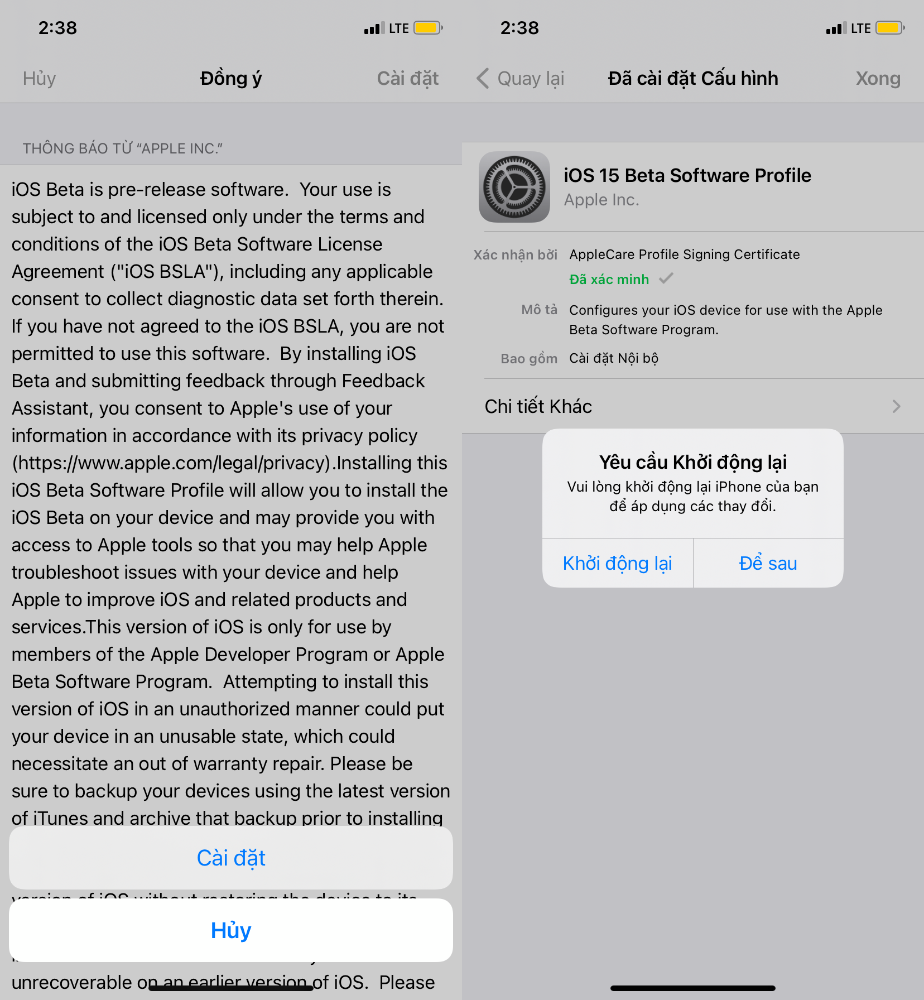 2:38
LTE
Hủy
Đồng ý
Cài đặt
THÔNG BÁO TỪ “APPLE INC.”
iOS Beta is pre-release software.  Your use is
subject to and licensed only under the terms and
conditions of the iOS Beta Software License
Agreement ("iOS BSLA"), including any applicable
consent to collect diagnostic data set forth therein.
If you have not agreed to the iOS BSLA, you are not
permitted to use this software.  By installing iOS
Beta and submitting feedback through Feedback
Assistant, you consent to Apple's use of your
information in accordance with its privacy policy
(https://www.apple.com/legal/privacy).Installing this
iOS Beta Software Profile will allow you to install the
iOS Beta on your device and may provide you with
access to Apple tools so that you may help Apple
troubleshoot issues with your device and help
Apple to improve iOS and related products and
services.This version of iOS is only for use by
members of the Apple Developer Program or Apple
Beta Software Program.  Attempting to install this
version of iOS in an unauthorized manner could put
your device in an unusable state, which could
necessitate an out of warranty repair. Please be
sure to backup your devices using the latest version
of iTunes and archive that backup prior to installing
Cài đặt
version of iOS without restoring the device to its
Hủy
unrecoverable on an earlier version of iOS.  Please
2:38
LTE
Quay lại
Đã cài đặt Cấu hình
Xong
iOS 15 Beta Software Profile
Apple Inc.
Xác nhận bởi AppleCare Profile Signing Certificate
Đã xác minh
Mô tả Configures your iOS device for use with the Apple
Beta Software Program.
Bao gồm Cài đặt Nội bộ
Chi tiết Khác
Yêu cầu Khởi động lại
Vui lòng khởi động lại iPhone của bạn
để áp dụng các thay đổi.
Khởi động lại
Để sau